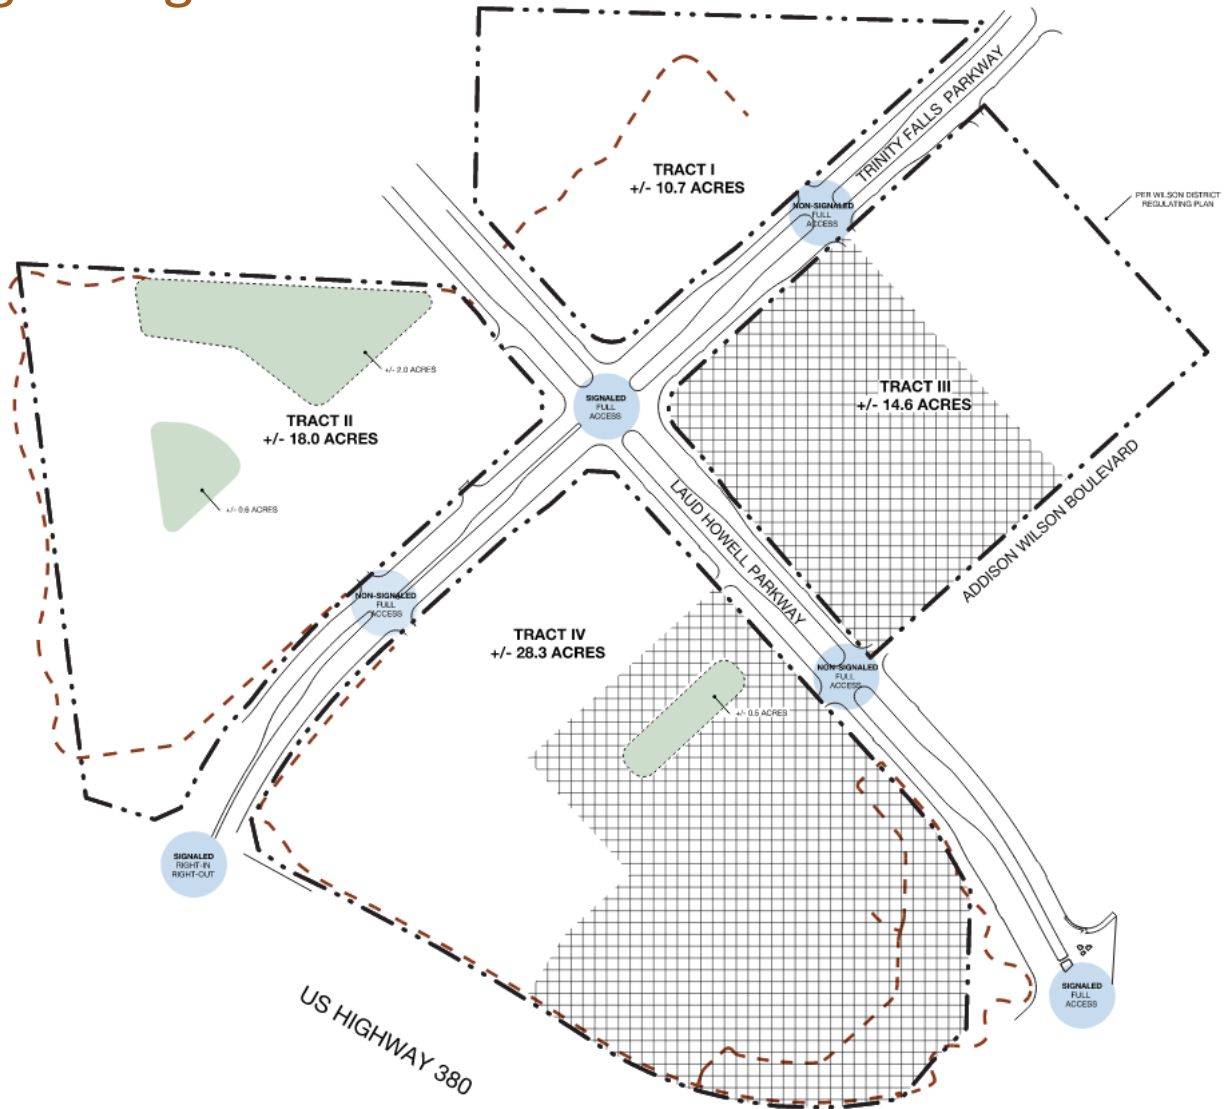 TRINITY FALLS PARKWAY
TRACT I
+/- 10.7 ACRES
NON-SIGNALED
FULL
ACCESS
PER WILSON DISTRICT
REGULATING PLAN
+/- 2.0 ACRES
TRACT II
+/- 18.0 ACRES
SIGNALED
FULL
ACCESS
TRACT III
+/- 14.6 ACRES
+/- 0.6 ACRES
LAUD HOWELL PARKWAY
ADDISON WILSON BOULEVARD
NON-SIGNALED
FULL
ACCESS
TRACT IV
+/- 28.3 ACRES
NON-SIGNALED
FULL
ACCESS
+/- 0.5 ACRES
SIGNALED
RIGHT-IN
RIGHT-OUT
SIGNALED
FULL
ACCESS
US HIGHWAY 380